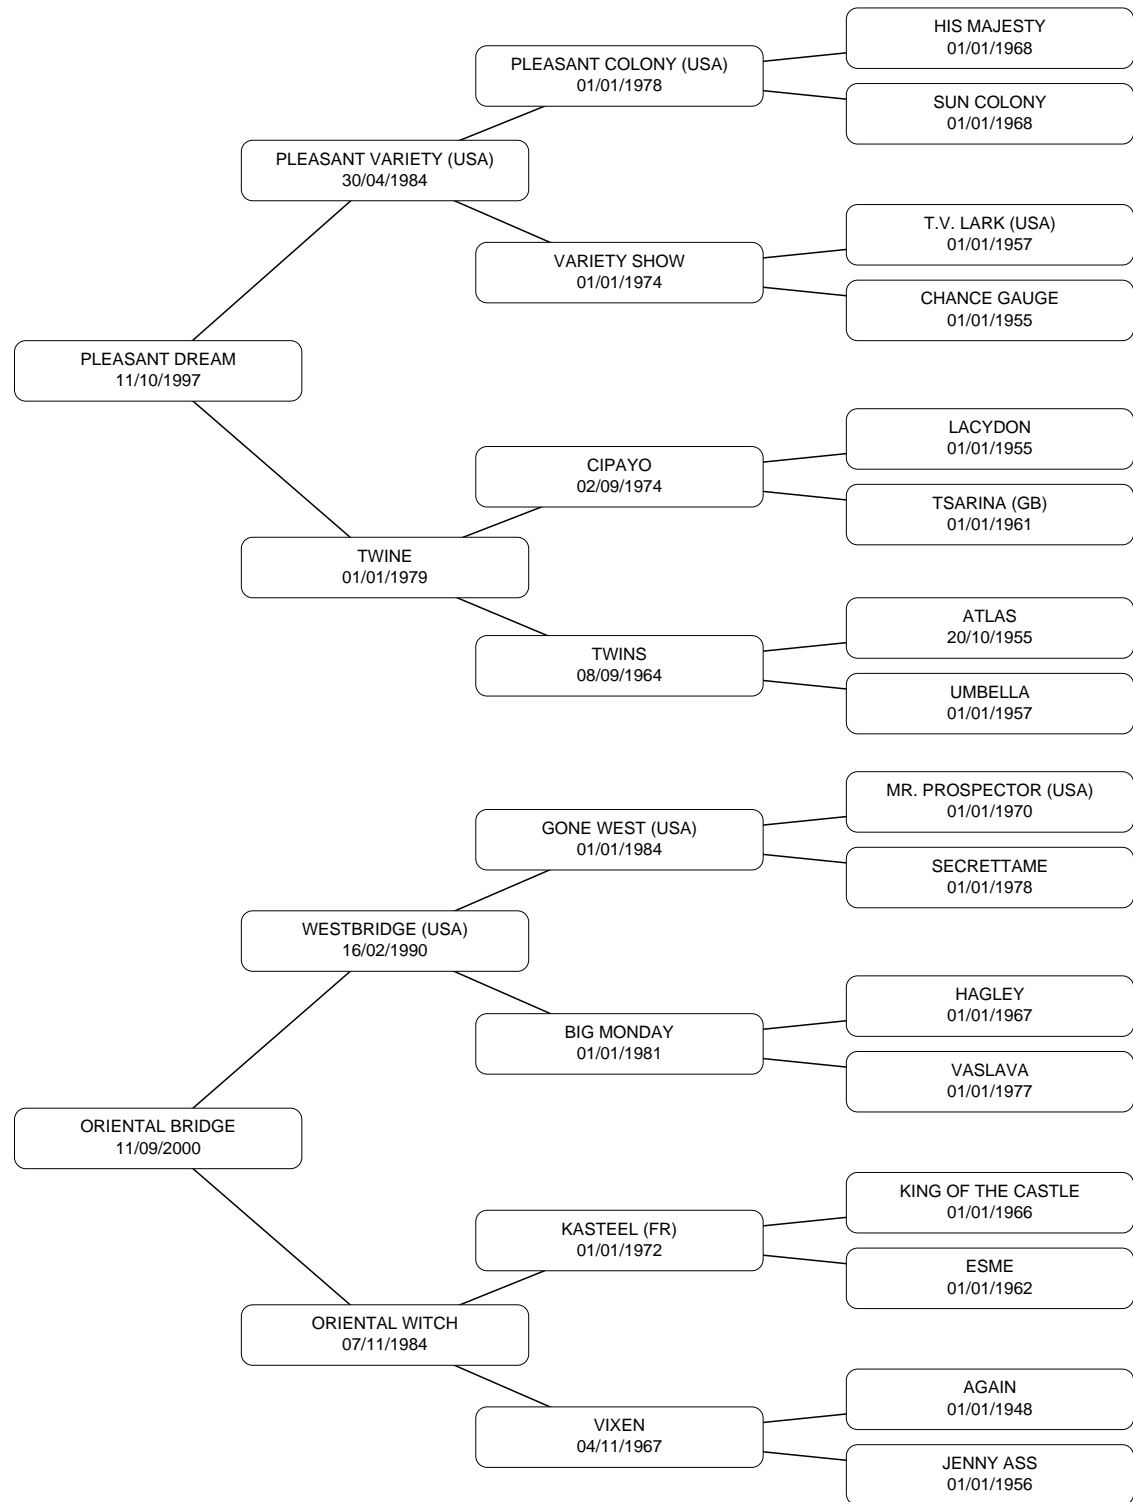 HIS MAJESTY
01/01/1968
PLEASANT COLONY (USA)
01/01/1978
SUN COLONY
01/01/1968
PLEASANT VARIETY (USA)
30/04/1984
T.V. LARK (USA)
01/01/1957
VARIETY SHOW
01/01/1974
CHANCE GAUGE
01/01/1955
PLEASANT DREAM
11/10/1997
LACYDON
01/01/1955
CIPAYO
02/09/1974
TSARINA (GB)
01/01/1961
TWINE
01/01/1979
ATLAS
20/10/1955
TWINS
08/09/1964
UMBELLA
01/01/1957
MR. PROSPECTOR (USA)
01/01/1970
GONE WEST (USA)
01/01/1984
SECRETTAME
01/01/1978
WESTBRIDGE (USA)
16/02/1990
HAGLEY
01/01/1967
BIG MONDAY
01/01/1981
VASLAVA
01/01/1977
ORIENTAL BRIDGE
11/09/2000
KING OF THE CASTLE
01/01/1966
KASTEEL (FR)
01/01/1972
ESME
01/01/1962
ORIENTAL WITCH
07/11/1984
AGAIN
01/01/1948
VIXEN
04/11/1967
JENNY ASS
01/01/1956